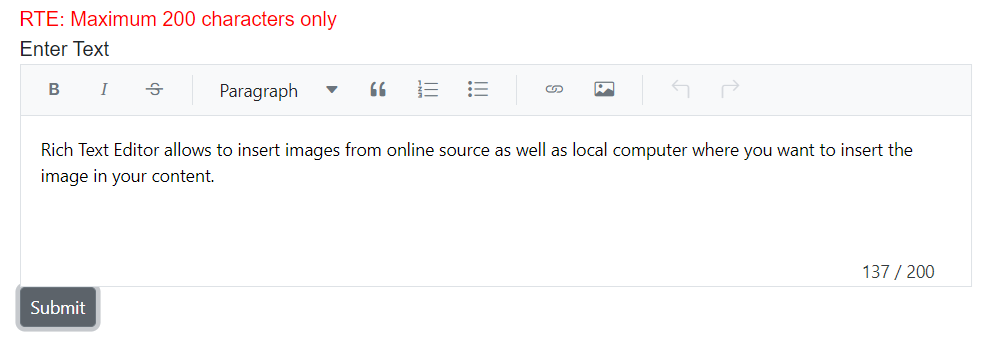 RTE: Maximum 200 characters only
Enter Text
B I S Paragraph
Rich Text Editor allows to insert images from online source as well as local computer where you want to insert the
image in your content.
137 / 200
Submit